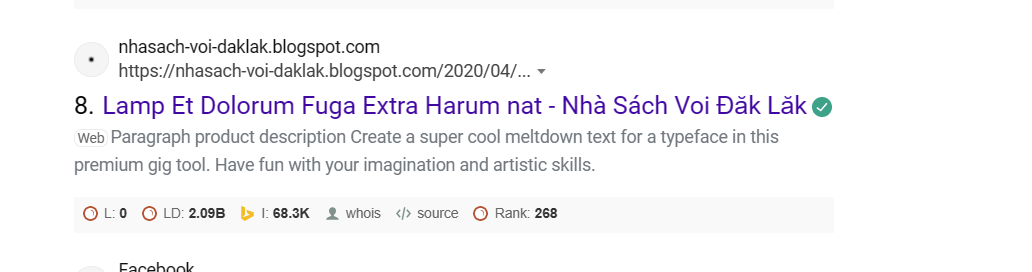 nhasach-voi-daklak.blogspot.com
https://nhasach-voi-daklak.blogspot.com/2020/04/...
8. Lamp Et Dolorum Fuga Extra Harum nat - Nhà Sách Voi Đăk Lăk
Web Paragraph product description Create a super cool meltdown text for a typeface in this
premium gig tool. Have fun with your imagination and artistic skills.
L: 0 LD: 2.09B I: 68.3K whois </> source Rank: 268
Facebook